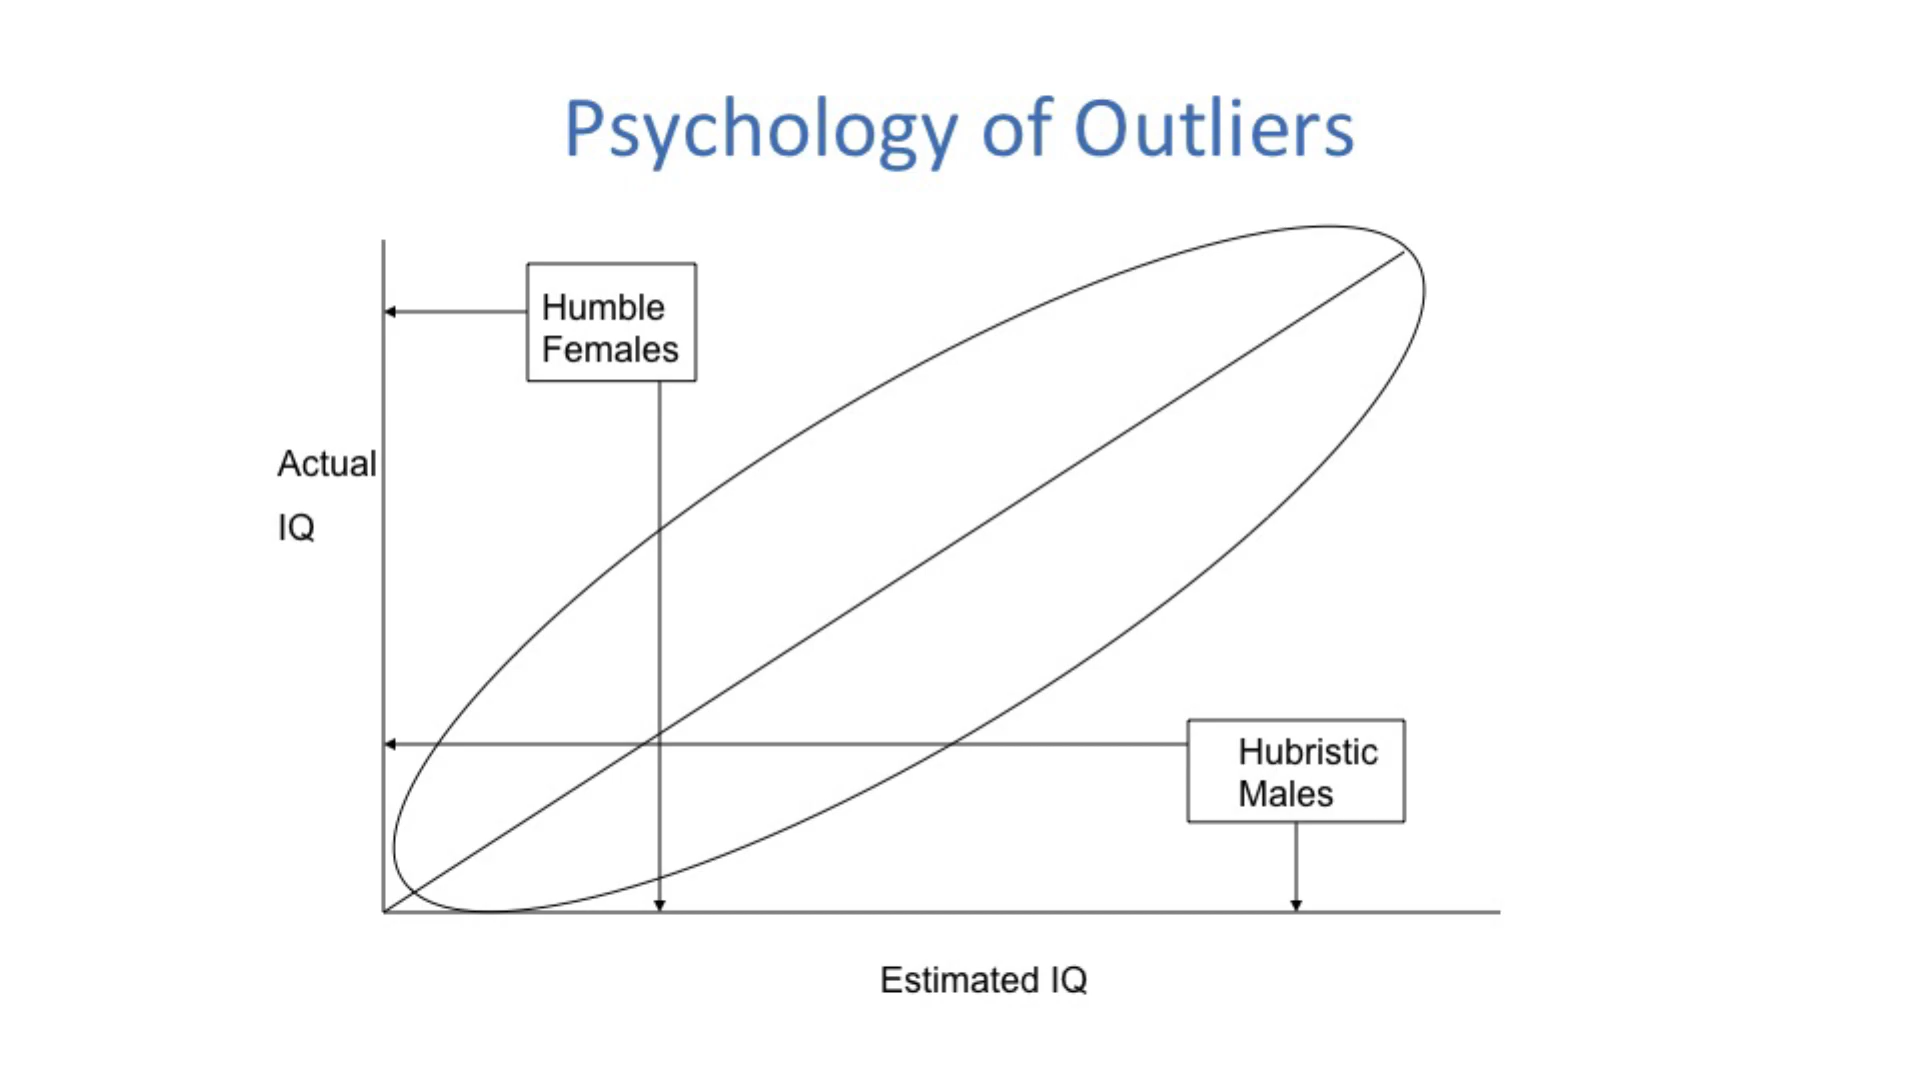 Psychology of Outliers
Humble
Females
Actual
IQ
Hubristic
Males
Estimated IQ